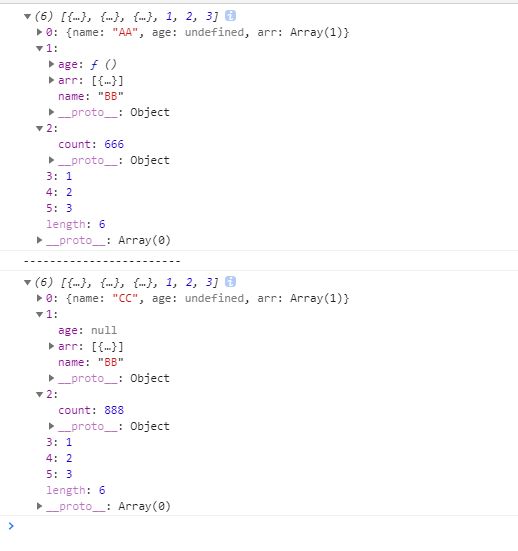 ▼(6) [{…}, {…}, {…}, 1, 2, 3] i
▶0: {name: "AA", age: undefined, arr: Array(1)}
▼1:
▶age: ƒ ()
▶arr: [{…}]
name: "BB"
▶__proto__: Object
▼2:
count: 666
▶__proto__: Object
3: 1
4: 2
5: 3
length: 6
▶__proto__: Array(0)
------------------------
▼(6) [{…}, {…}, {…}, 1, 2, 3] i
▶0: {name: "CC", age: undefined, arr: Array(1)}
▼1:
age: null
▶arr: [{…}]
name: "BB"
▶__proto__: Object
▼2:
count: 888
▶__proto__: Object
3: 1
4: 2
5: 3
length: 6
▶__proto__: Array(0)
>